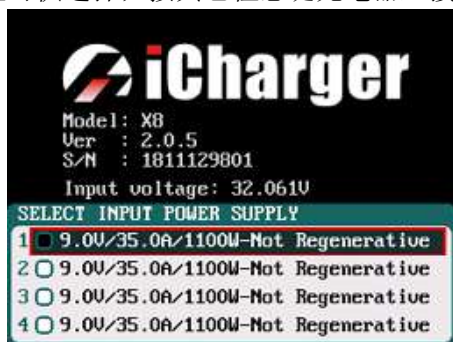 iCharger
Model: X8
Ver : 2.0.5
S/N : 1811129801
Input voltage: 32.061V
SELECT INPUT POWER SUPPLY
1 9.0V/35.0A/1100W-Not Regenerative
2 9.0V/35.0A/1100W-Not Regenerative
3 9.0V/35.0A/1100W-Not Regenerative
4 9.0V/35.0A/1100W-Not Regenerative